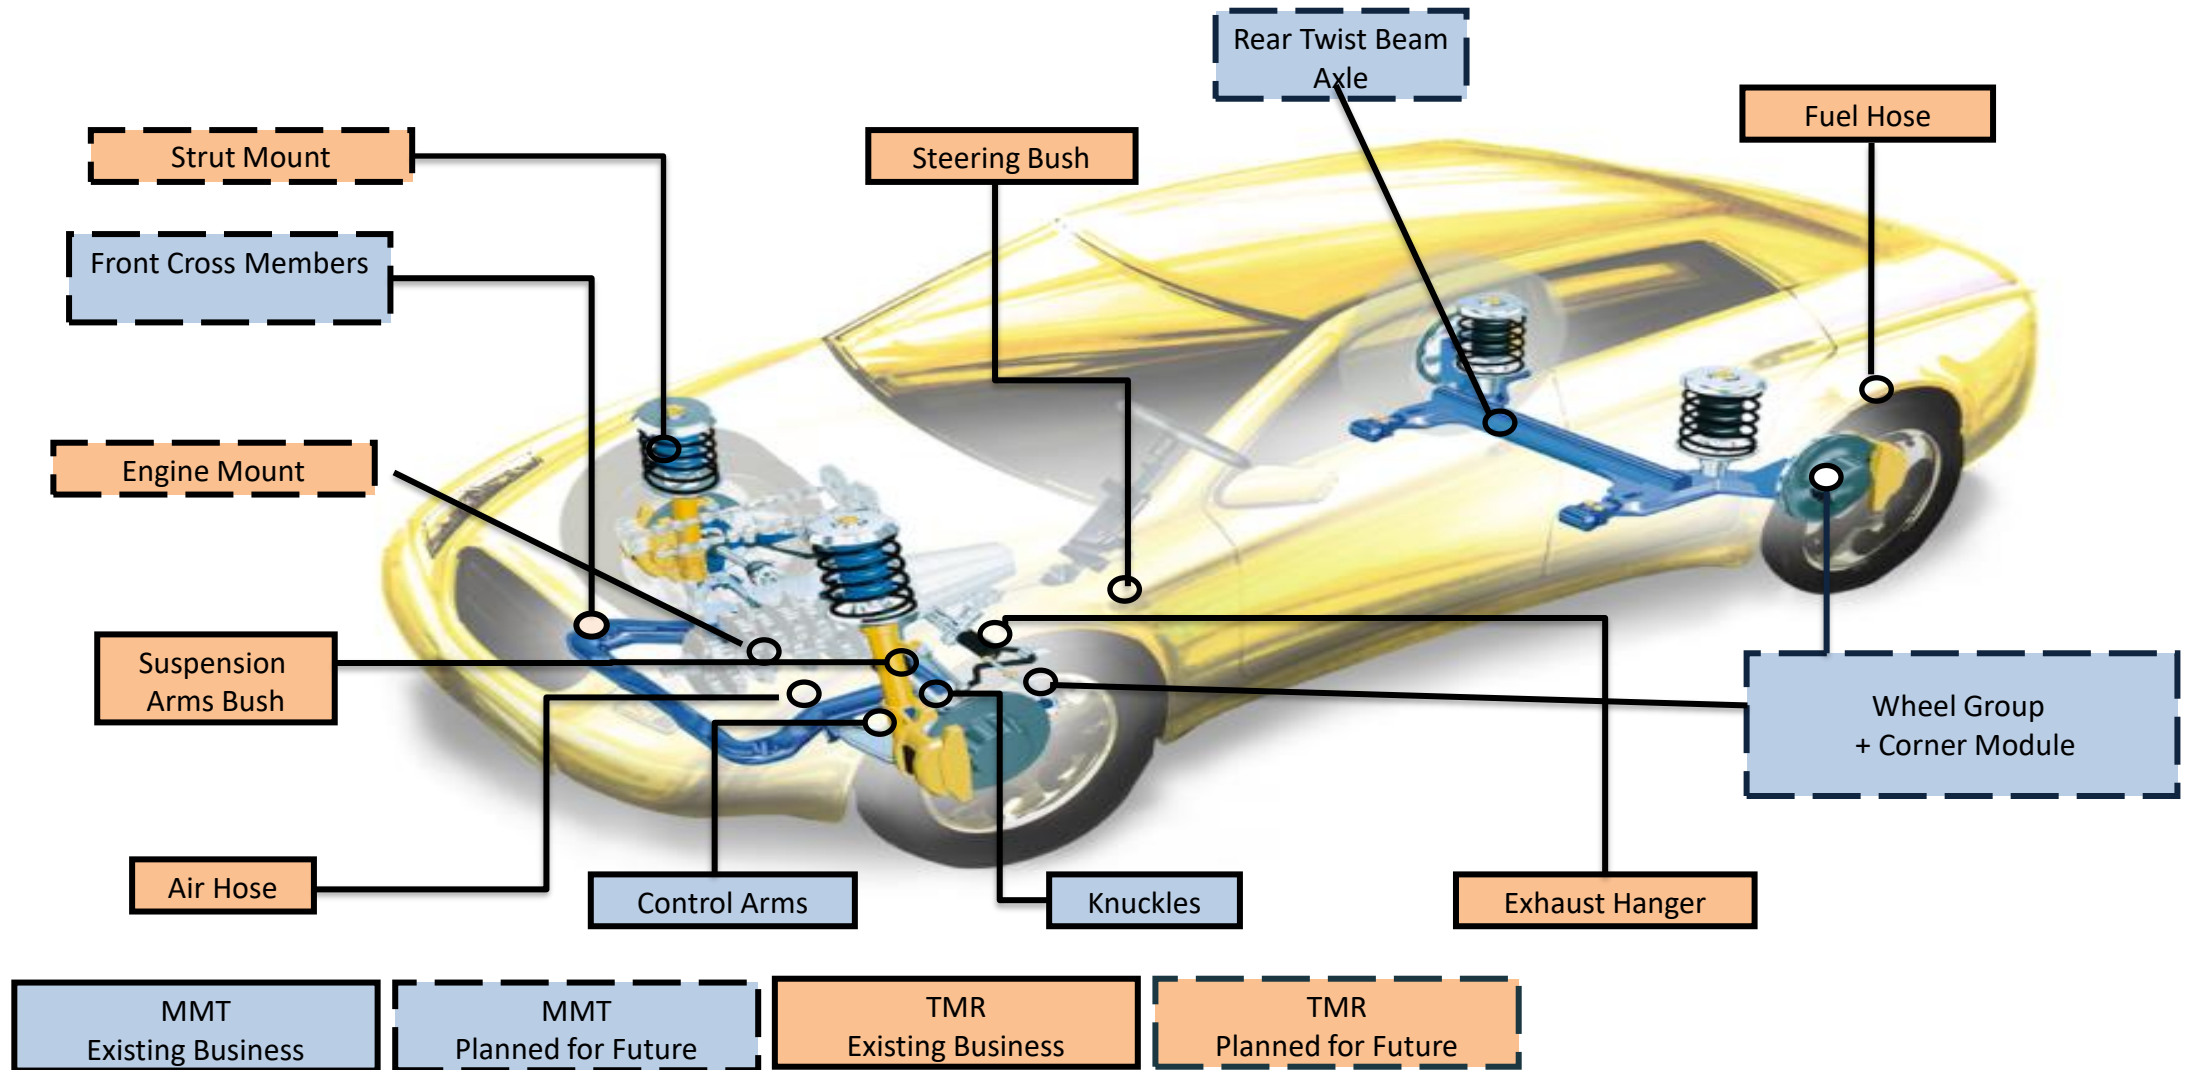 Rear Twist Beam
Axle
Fuel Hose
Strut Mount
Steering Bush
Front Cross Members
Engine Mount
Suspension
Arms Bush
Wheel Group
+ Corner Module
Air Hose
Control Arms
Knuckles
Exhaust Hanger
MMT
Existing Business
MMT
Planned for Future
TMR
Existing Business
TMR
Planned for Future